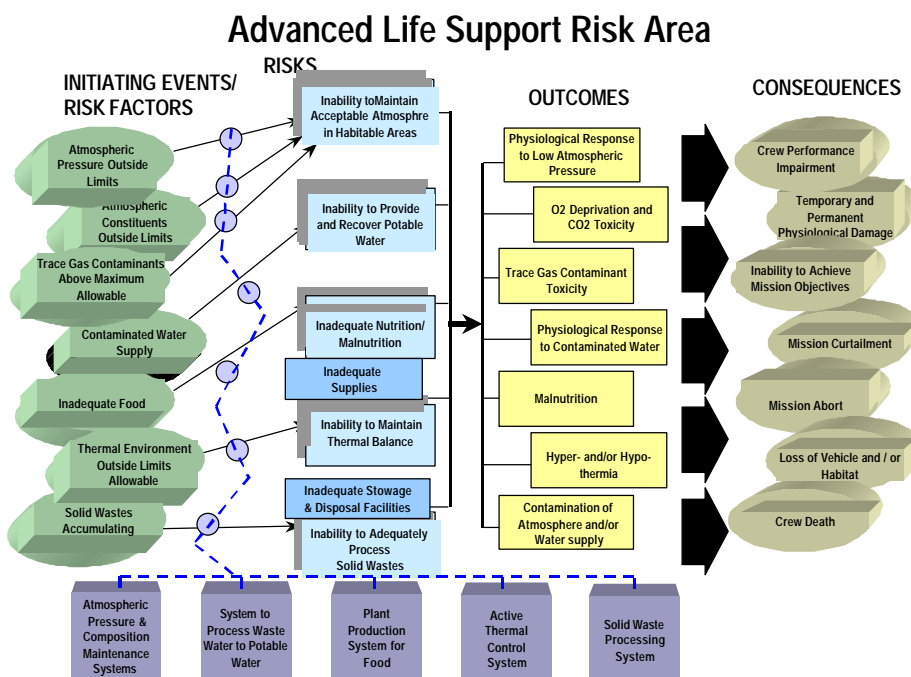 Advanced Life Support Risk Area
INITIATING EVENTS/
RISK FACTORS
RISKS
OUTCOMES
CONSEQUENCES
Atmospheric
Pressure Outside
Limits
Atmospheric
Constituents
Outside Limits
Trace Gas Contaminants
Above Maximum
Allowable
Contaminated Water
Supply
Inadequate Food
Thermal Environment
Outside Limits
Allowable
Solid Wastes
Accumulating
Inability toMaintain
Acceptable Atmosphre
in Habitable Areas
Inability to Provide
and Recover Potable
Water
Inadequate Nutrition/
Malnutrition
Inadequate
Supplies
Inability to Maintain
Thermal Balance
Inadequate Stowage
& Disposal Facilities
Inability to Adequately
Process
Solid Wastes
Physiological Response
to Low Atmospheric
Pressure
O2 Deprivation and
CO2 Toxicity
Trace Gas Contaminant
Toxicity
Physiological Response
to Contaminated Water
Malnutrition
Hyper- and/or Hypo-
thermia
Contamination of
Atmosphere and/or
Water supply
Crew Performance
Impairment
Temporary and
Permanent
Physiological Damage
Inability to Achieve
Mission Objectives
Mission Curtailment
Mission Abort
Loss of Vehicle and / or
Habitat
Crew Death
Atmospheric
Pressure &
Composition
Maintenance
Systems
System to
Process Waste
Water to Potable
Water
Plant
Production
System for
Food
Active
Thermal
Control
System
Solid Waste
Processing
System